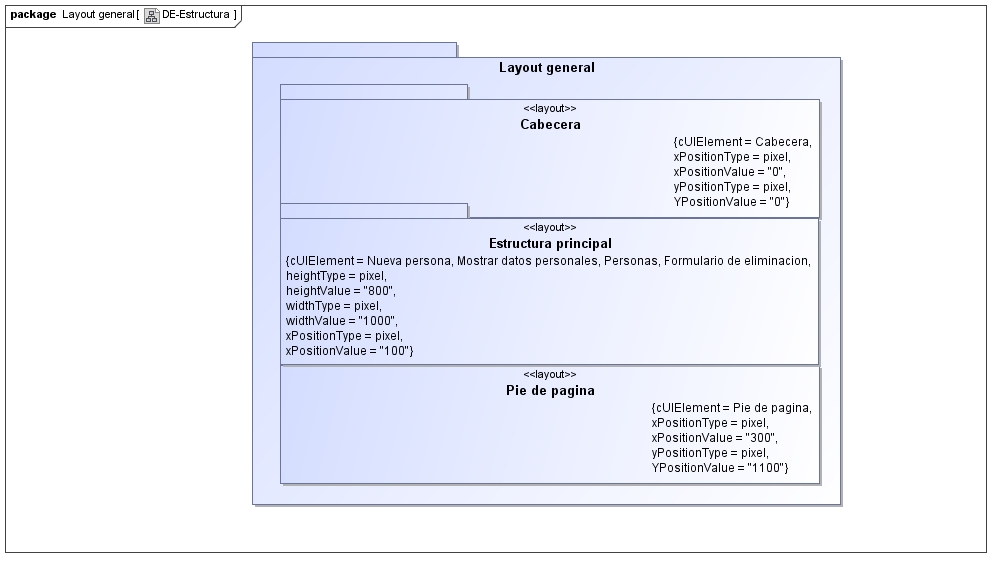 package Layout general[ DE-Estructura ]
Layout general
<<layout>>
Cabecera
{cUIElement = Cabecera,
xPositionType = pixel,
xPositionValue = "0",
yPositionType = pixel,
YPositionValue = "0"}
<<layout>>
Estructura principal
{cUIElement = Nueva persona, Mostrar datos personales, Personas, Formulario de eliminacion,
heightType = pixel,
heightValue = "800",
widthType = pixel,
widthValue = "1000",
xPositionType = pixel,
xPositionValue = "100"}
<<layout>>
Pie de pagina
{cUIElement = Pie de pagina,
xPositionType = pixel,
xPositionValue = "300",
yPositionType = pixel,
YPositionValue = "1100"}